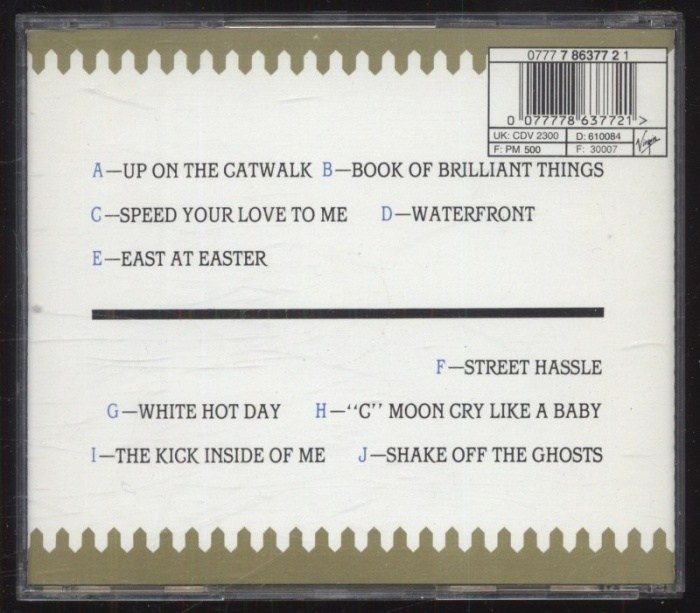 0777 7 86377 2 1
0 077778 637721 >
UK: CDV 2300 D: 610084
F: PM 500 F: 30007
Virgin
A—UP ON THE CATWALK B—BOOK OF BRILLIANT THINGS
C—SPEED YOUR LOVE TO ME D—WATERFRONT
E—EAST AT EASTER
F—STREET HASSLE
G—WHITE HOT DAY H—"C" MOON CRY LIKE A BABY
I—THE KICK INSIDE OF ME J—SHAKE OFF THE GHOSTS